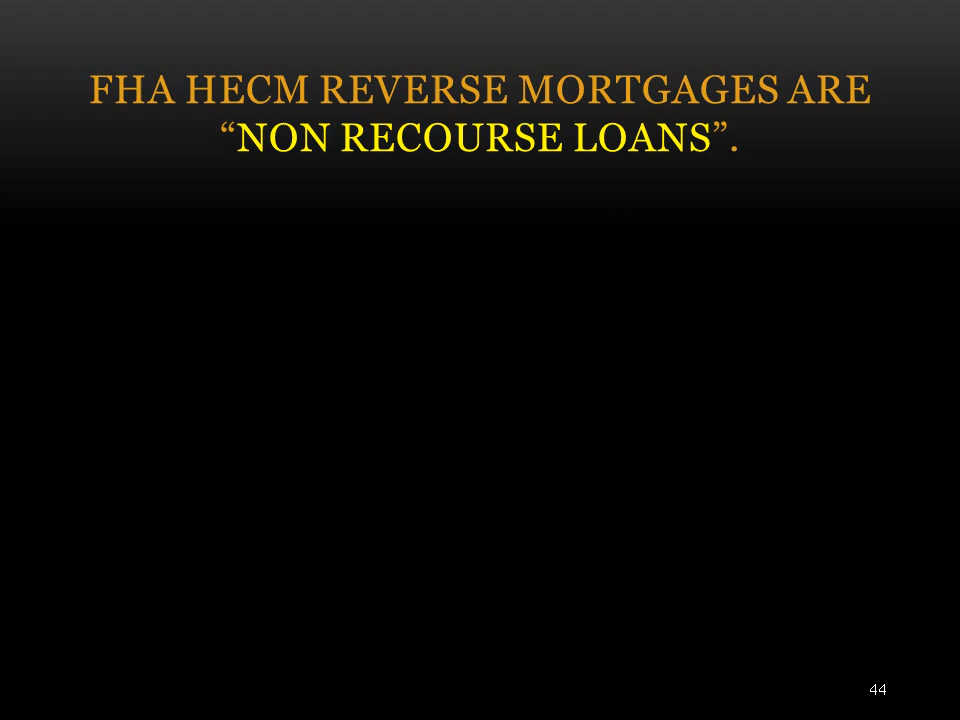 FHA HECM REVERSE MORTGAGES ARE
“NON RECOURSE LOANS”.
44